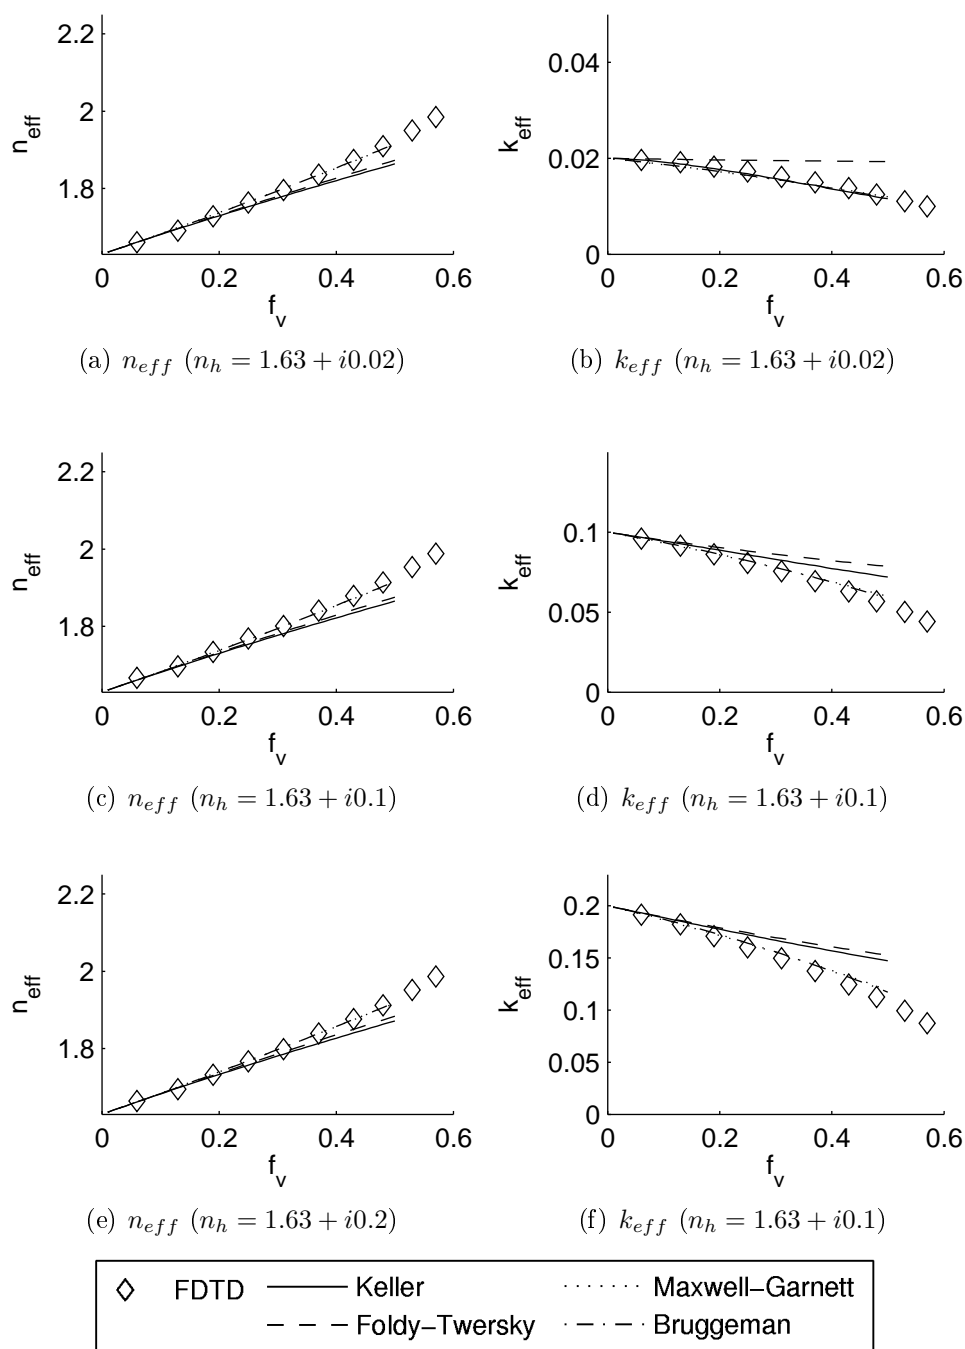 2.2
2
1.8
n_eff
0 0.2 0.4 0.6
f_v
(a) n_eff (n_h = 1.63 + i0.02)
0.04
0.02
0
k_eff
0 0.2 0.4 0.6
f_v
(b) k_eff (n_h = 1.63 + i0.02)
2.2
2
1.8
n_eff
0 0.2 0.4 0.6
f_v
(c) n_eff (n_h = 1.63 + i0.1)
0.1
0.05
0
k_eff
0 0.2 0.4 0.6
f_v
(d) k_eff (n_h = 1.63 + i0.1)
2.2
2
1.8
n_eff
0 0.2 0.4 0.6
f_v
(e) n_eff (n_h = 1.63 + i0.2)
0.2
0.15
0.1
0.05
0
k_eff
0 0.2 0.4 0.6
f_v
(f) k_eff (n_h = 1.63 + i0.1)
FDTD
Keller
Foldy−Twersky
Maxwell−Garnett
Bruggeman